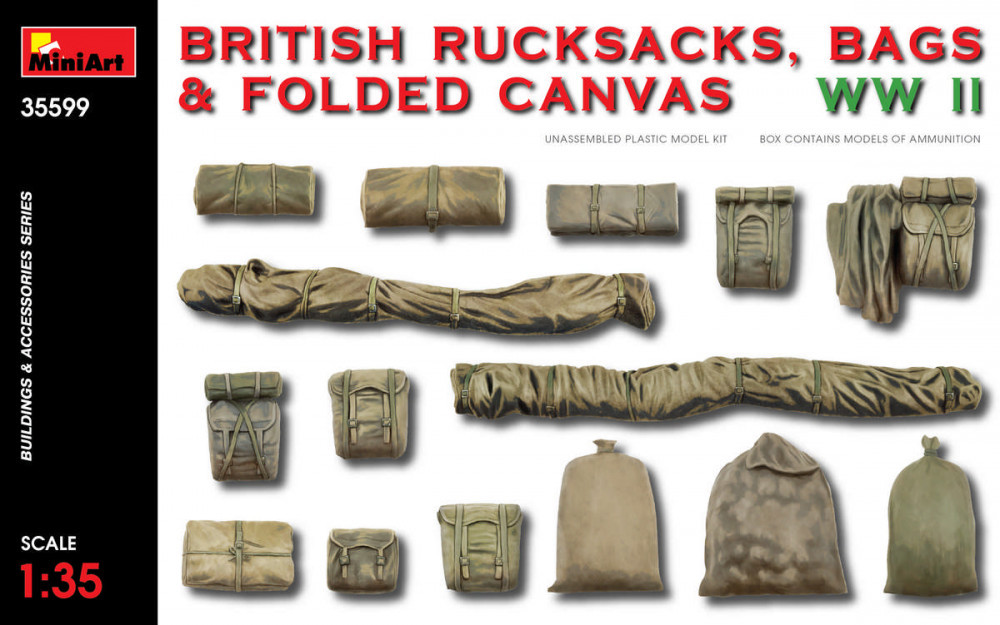 MiniArt
35599
BRITISH RUCKSACKS, BAGS
& FOLDED CANVAS WW II
UNASSEMBLED PLASTIC MODEL KIT BOX CONTAINS MODELS OF AMMUNITION
BUILDINGS & ACCESSORIES SERIES
SCALE
1:35